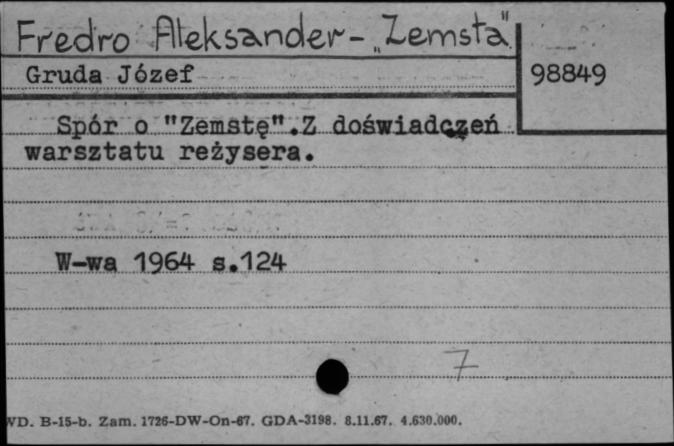 Fredro Aleksander - „Zemsta"
Gruda Józef
98849
Spór o "Zemstę".Z doświadczeń
warsztatu reżysera.
W-wa 1964 s.124
7
WD. B-15-b. Zam. 1726-DW-On-67. GDA-3198. 8.11.67. 4.630.000.